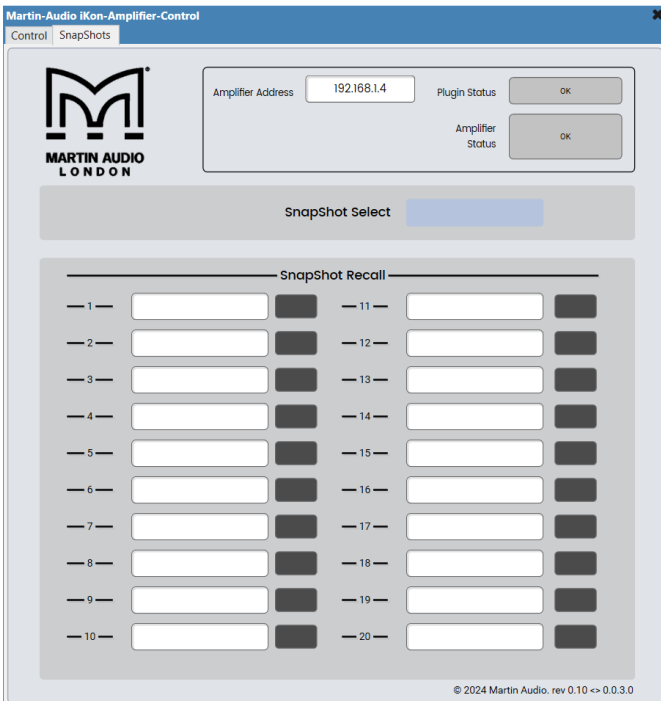 Martin-Audio iKon-Amplifier-Control
Control SnapShots
MARTIN AUDIO
LONDON
Amplifier Address 192.168.1.4 Plugin Status OK
Amplifier
Status OK
SnapShot Select
SnapShot Recall
1 11
2 12
3 13
4 14
5 15
6 16
7 17
8 18
9 19
10 20
© 2024 Martin Audio. rev 0.10 <> 0.0.3.0